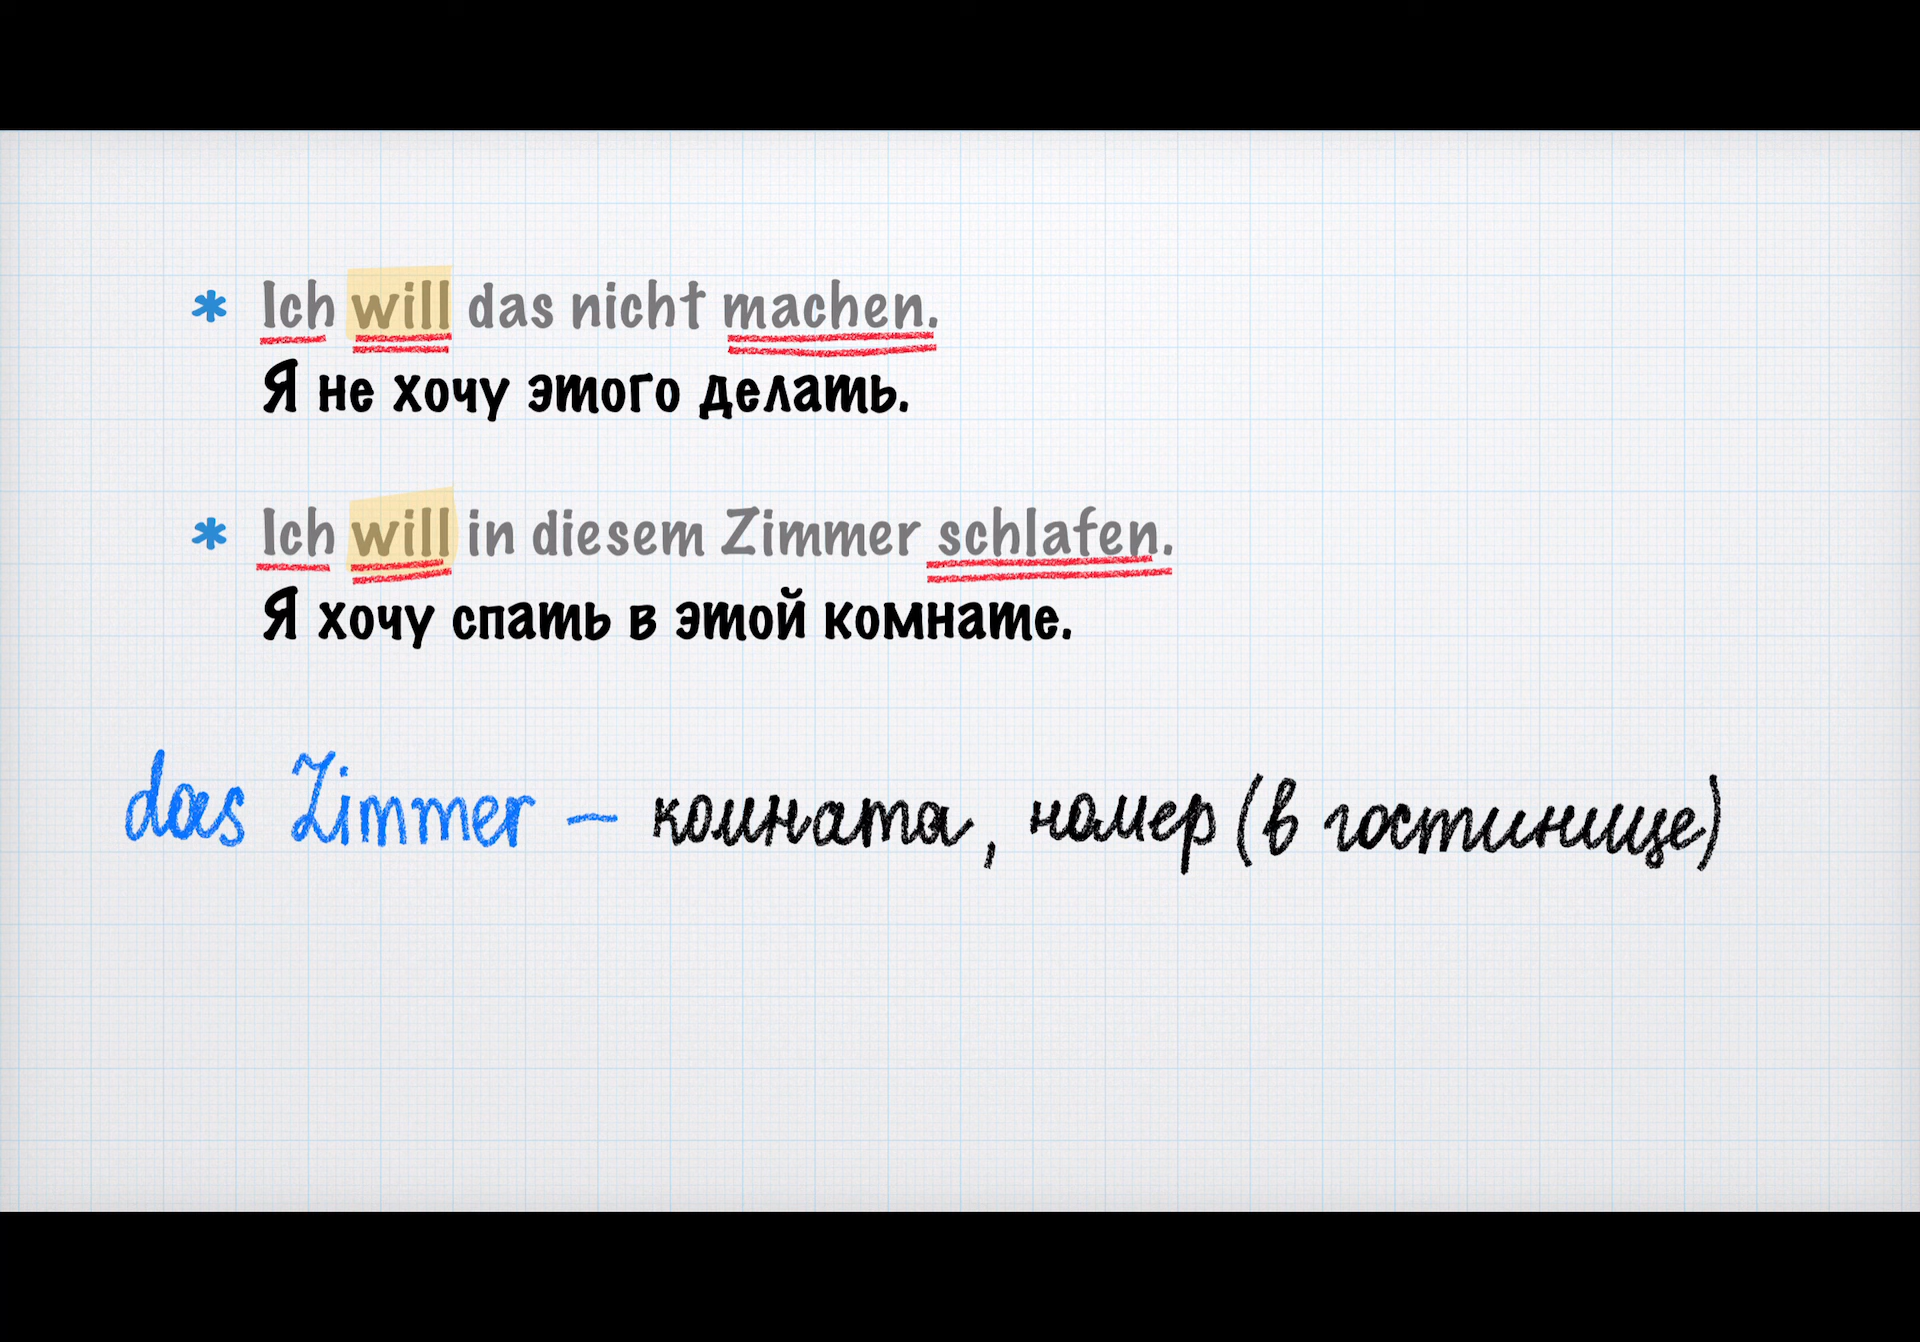 * Ich will das nicht machen.
Я не хочу этого делать.
* Ich will in diesem Zimmer schlafen.
Я хочу спать в этой комнате.
das Zimmer – комната, номер (в гостинице)